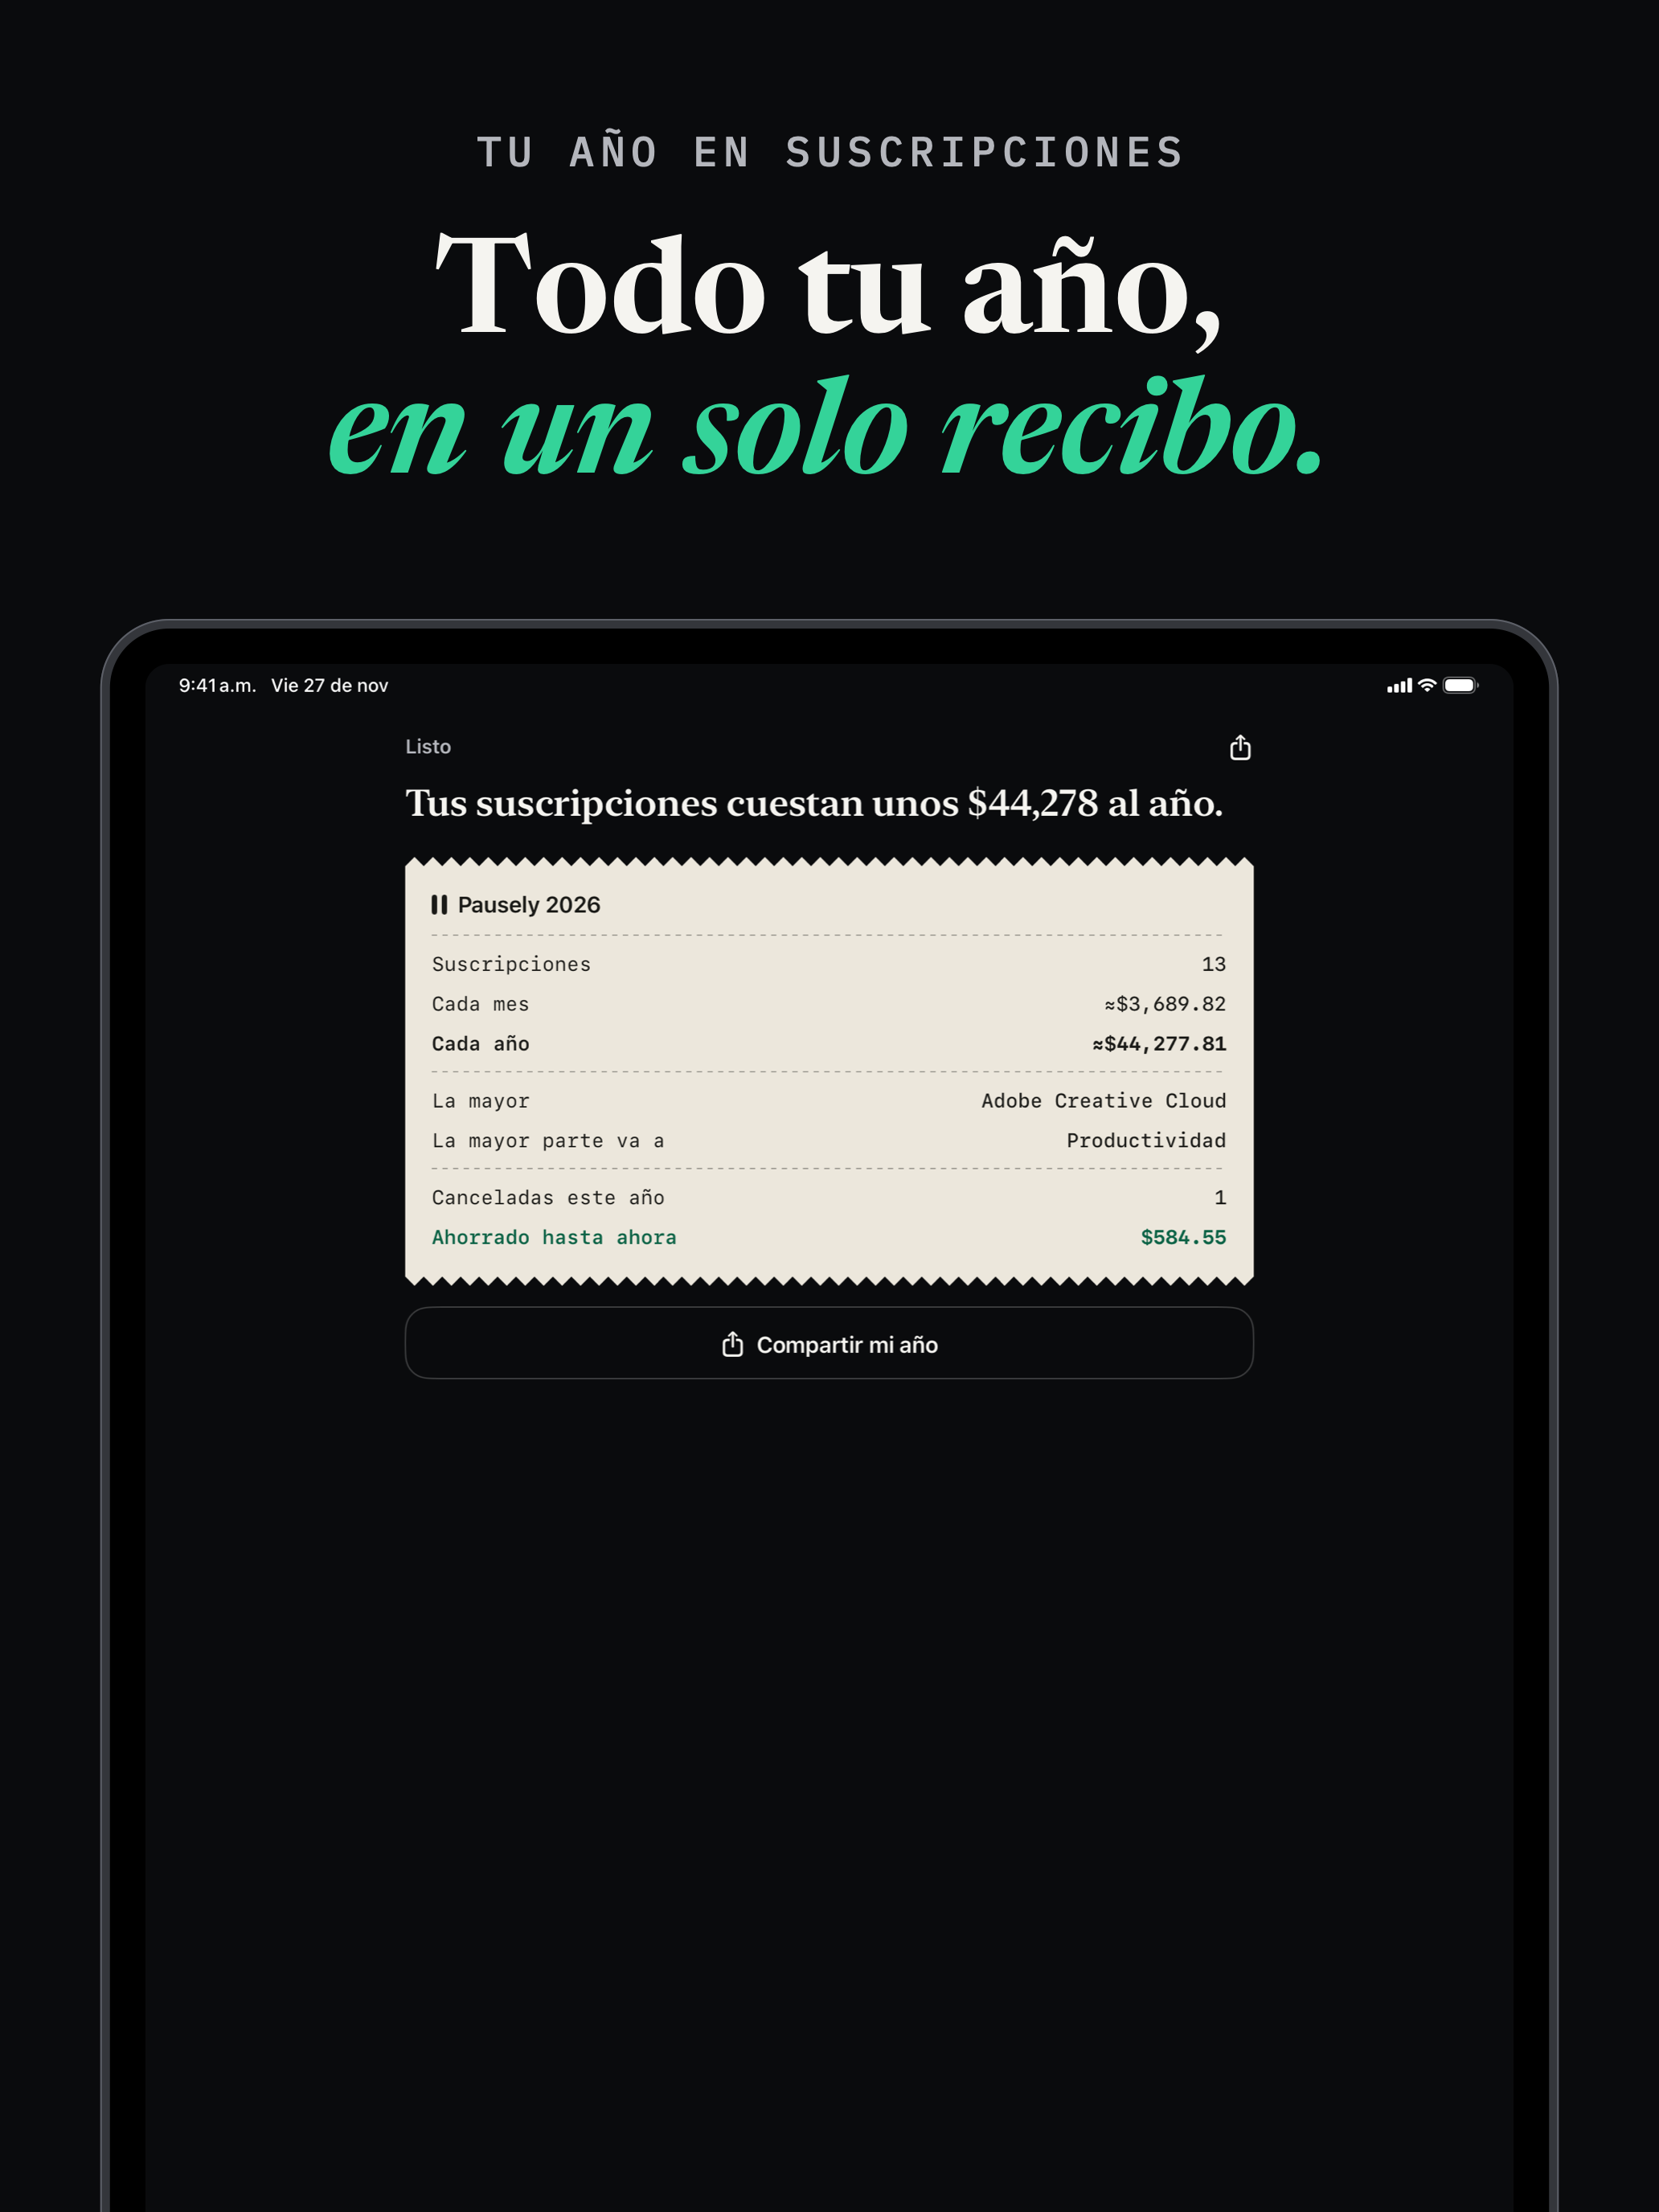 TU AÑO EN SUSCRIPCIONES
Todo tu año,
en un solo recibo.
9:41 a.m. Vie 27 de nov
Listo
Tus suscripciones cuestan unos $44,278 al año.
Pausely 2026
Suscripciones 13
Cada mes ≈$3,689.82
Cada año ≈$44,277.81
La mayor Adobe Creative Cloud
La mayor parte va a Productividad
Canceladas este año 1
Ahorrado hasta ahora $584.55
Compartir mi año